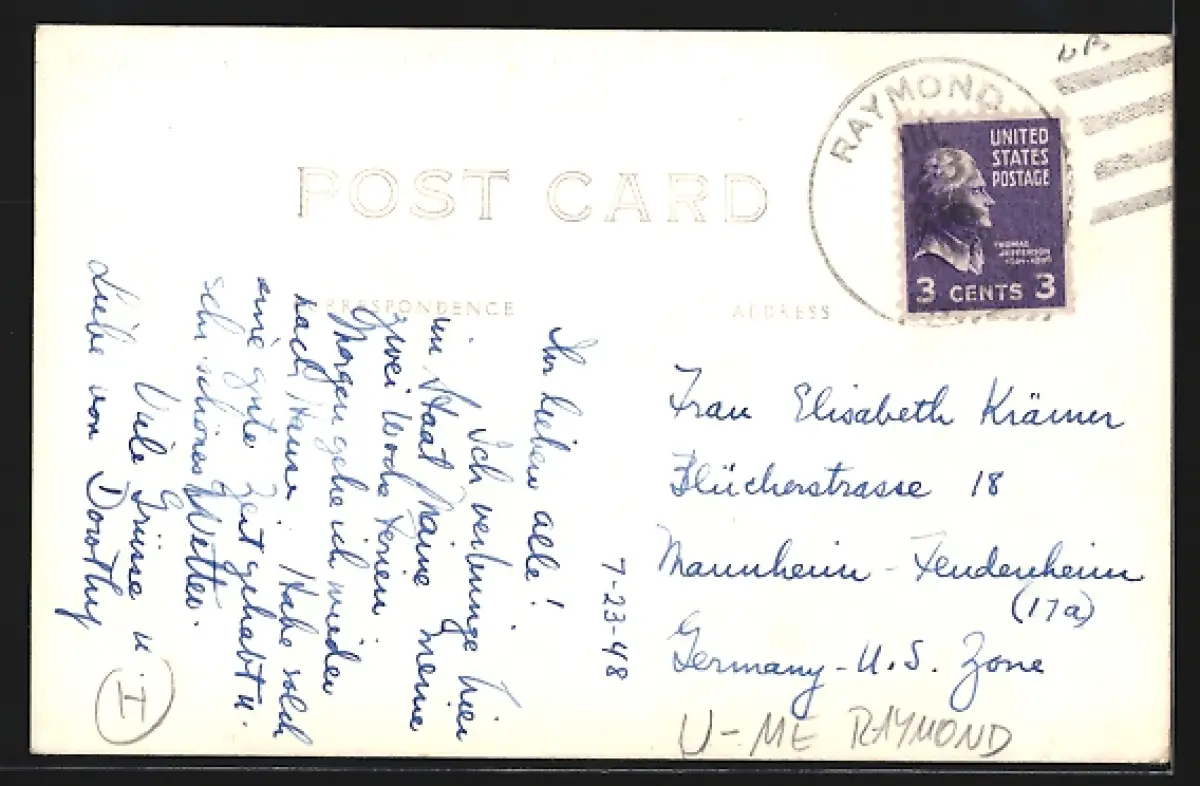 POST CARD
CORRESPONDENCE
ADDRESS
RAYMOND
UNITED
STATES
POSTAGE
THOMAS
JEFFERSON
3 CENTS 3
7-23-48
Ihr lieben alle!
Ich verbringe hier
im Staat Maine meine
zwei Woche Ferien.
Morgen gehe ich wieder
nach Hause. Habe solch
eine gute Zeit gehabt u.
sehr schönes Wetter.
Viele Grüsse u.
Liebe von Dorothy
Frau Elisabeth Krämer
Blücherstrasse 18
Mannheim - Feudenheim
(17a)
Germany - U.S. Zone
U - ME RAYMOND
I